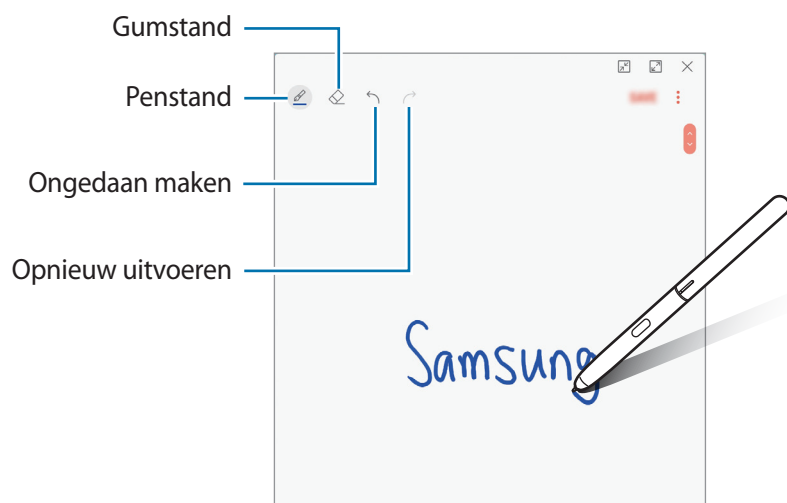 Gumstand
Penstand
Ongedaan maken
Opnieuw uitvoeren
Samsung